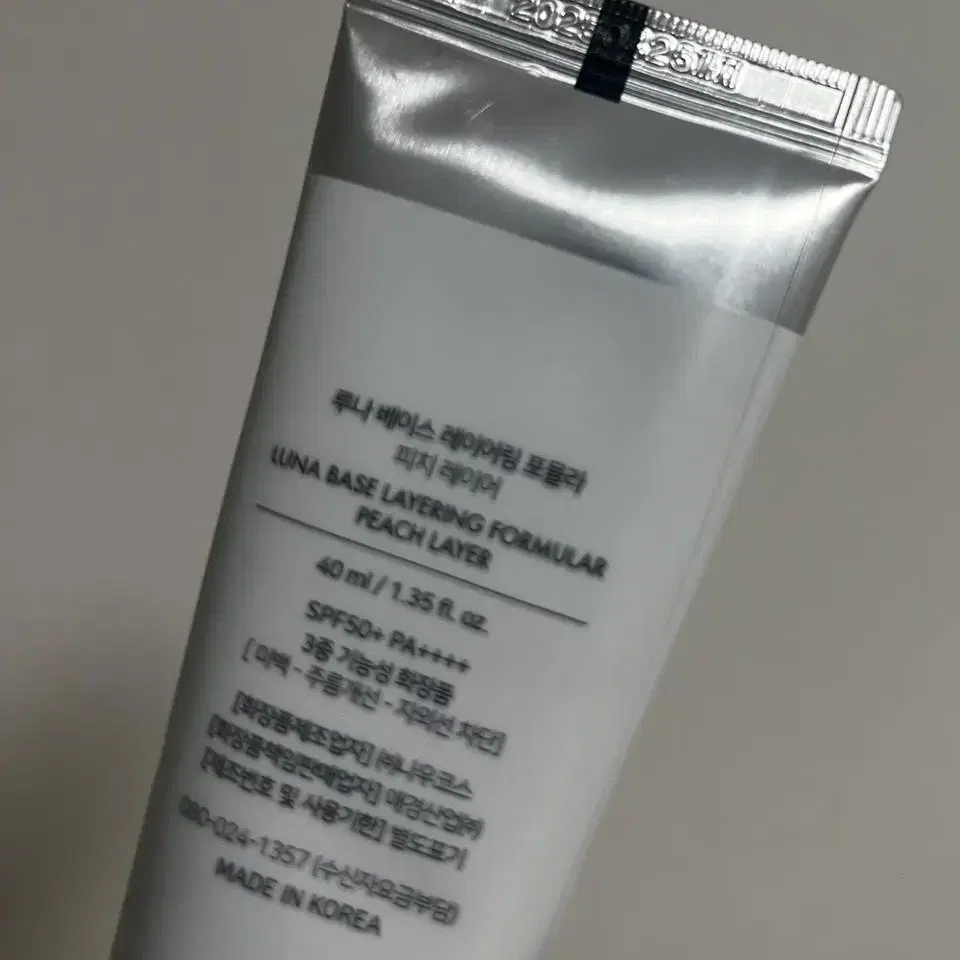 루나 베이스 레이어링 포뮬라
피치 레이어
LUNA BASE LAYERING FORMULAR
PEACH LAYER
40 ml / 1.35 fl. oz.
SPF50+ PA++++
3중 기능성 화장품
[ 미백 - 주름개선 - 자외선 차단]
[화장품제조업자] (주)나우코스
[화장품책임판매업자] 애경산업㈜
[제조번호 및 사용기한] 별도표기
080-024-1357 (수신자요금부담)
MADE IN KOREA